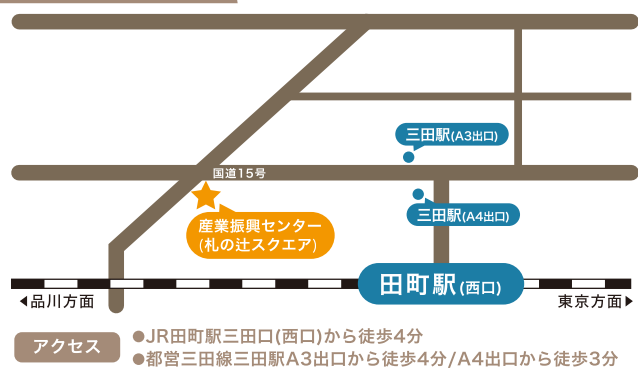 三田駅(A3出口)
国道15号
三田駅(A4出口)
産業振興センター
(札の辻スクエア)
田町駅(西口)
◀品川方面
東京方面▶
アクセス
●JR田町駅三田口(西口)から徒歩4分
●都営三田線三田駅A3出口から徒歩4分/A4出口から徒歩3分